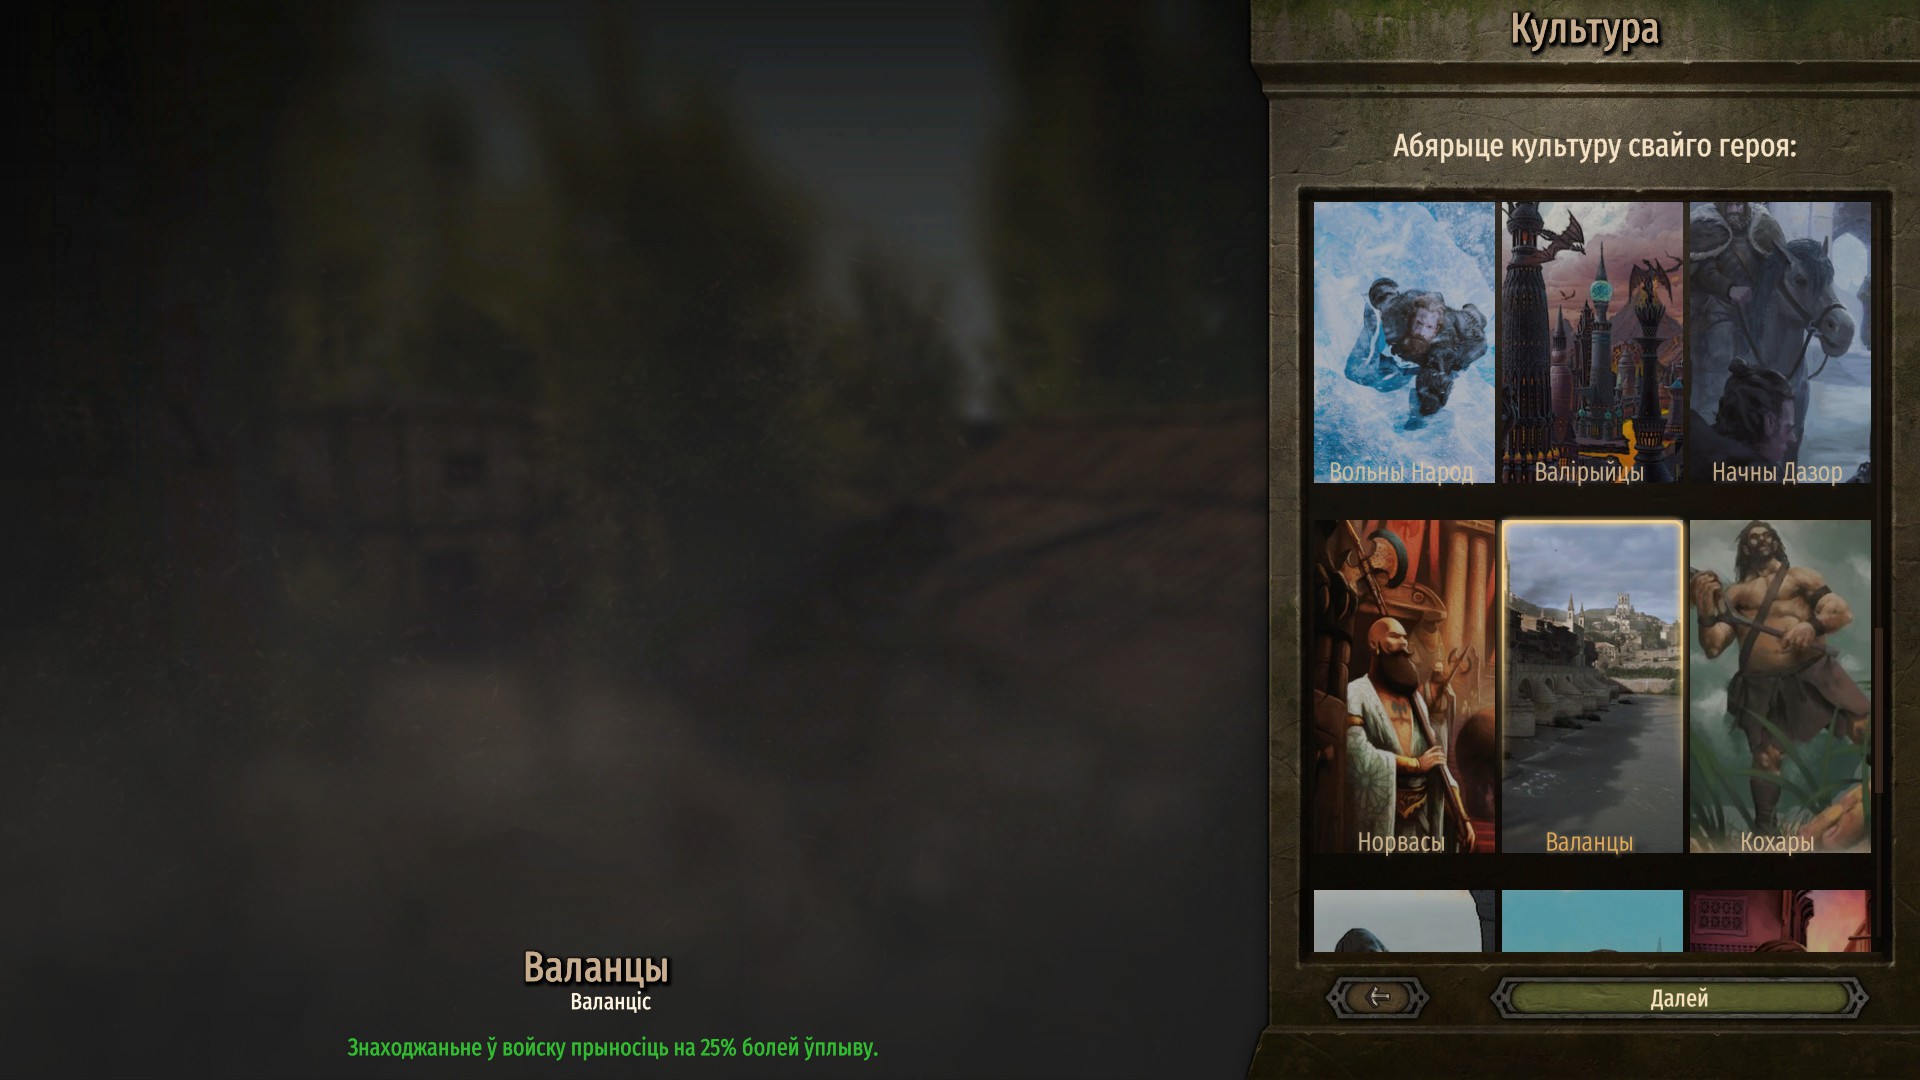 Культура
Абярыце культуру свайго героя:
Вольны Народ
Валірыйцы
Начны Дазор
Норвасы
Валанцы
Кохары
Валанцы
Валанціс
Знаходжаньне ў войску прыносіць на 25% болей ўплыву.
Далей